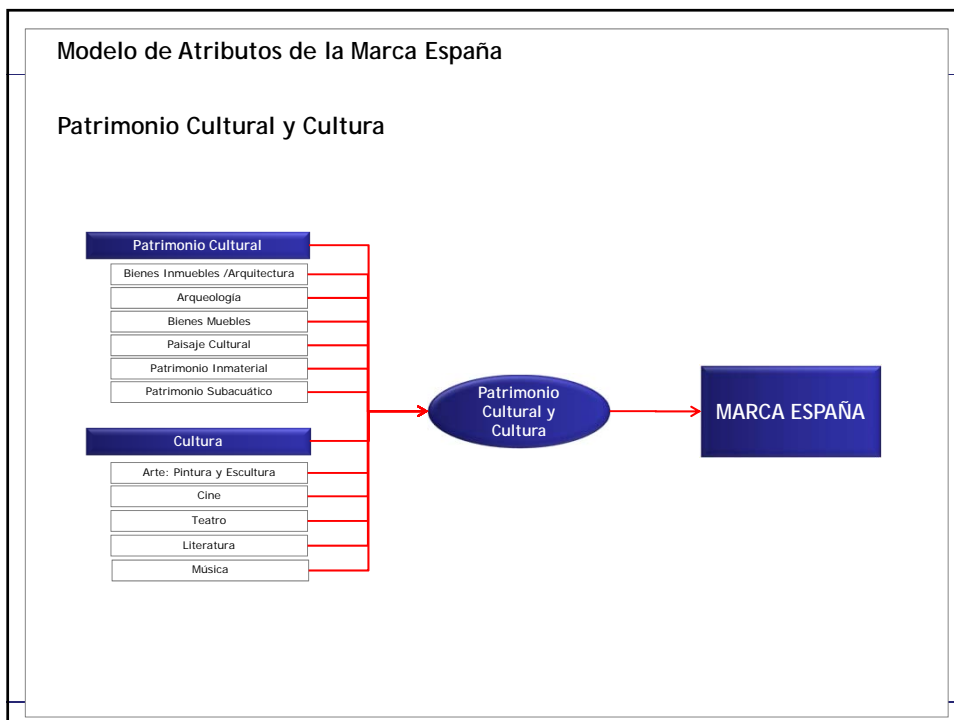 Modelo de Atributos de la Marca España
Patrimonio Cultural y Cultura
Patrimonio Cultural
Bienes Inmuebles /Arquitectura
Arqueología
Bienes Muebles
Paisaje Cultural
Patrimonio Inmaterial
Patrimonio Subacuático
Cultura
Arte: Pintura y Escultura
Cine
Teatro
Literatura
Música
Patrimonio
Cultural y
Cultura
MARCA ESPAÑA